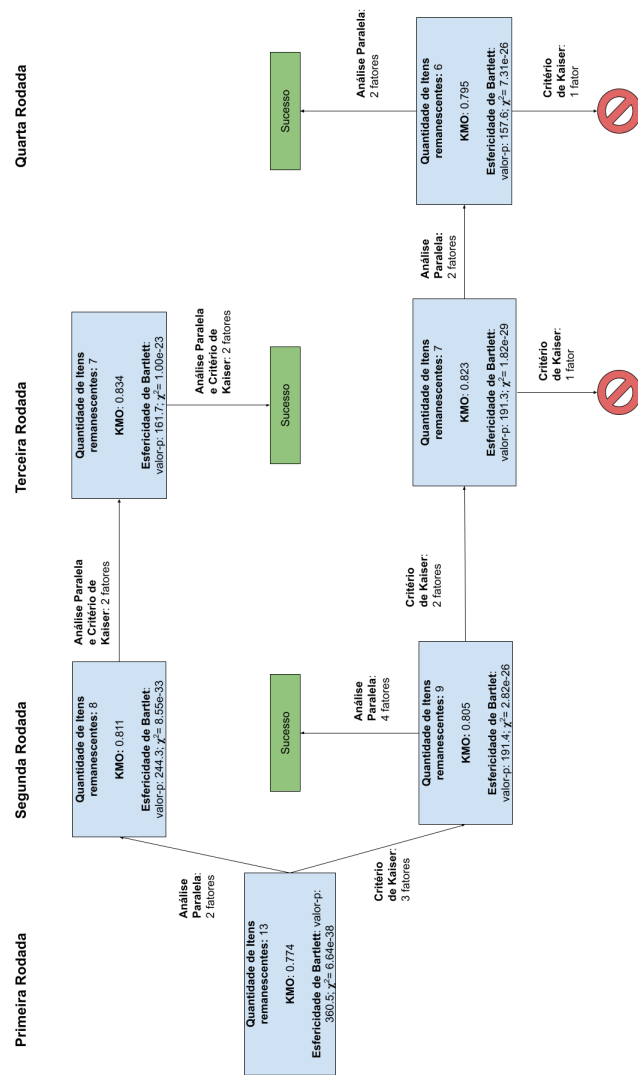 Primeira Rodada
Segunda Rodada
Terceira Rodada
Quarta Rodada
Quantidade de Itens
remanescentes: 13
KMO: 0.774
Esfericidade de Bartlett: valor-p:
360.5; χ²= 6.64e-38
Análise
Paralela:
2 fatores
Critério
de Kaiser:
3 fatores
Quantidade de Itens
remanescentes: 8
KMO: 0.811
Esfericidade de Bartlet:
valor-p: 244.3; χ²= 8.55e-33
Análise Paralela
e Critério de
Kaiser: 2 fatores
Quantidade de Itens
remanescentes: 7
KMO: 0.834
Esfericidade de Bartlett:
valor-p: 161.7; χ²= 1.00e-23
Análise Paralela
e Critério de
Kaiser: 2 fatores
Sucesso
Sucesso
Análise
Paralela:
4 fatores
Quantidade de Itens
remanescentes: 9
KMO: 0.805
Esfericidade de Bartlett:
valor-p: 191.4; χ²= 2.82e-26
Critério
de Kaiser:
2 fatores
Quantidade de Itens
remanescentes: 7
KMO: 0.823
Esfericidade de Bartlett:
valor-p: 191.3; χ²= 1.82e-29
Critério
de Kaiser:
1 fator
Análise
Paralela:
2 fatores
Sucesso
Análise Paralela:
2 fatores
Quantidade de Itens
remanescentes: 6
KMO: 0.795
Esfericidade de Bartlett:
valor-p: 157.6; χ²= 7.31e-26
Critério
de Kaiser:
1 fator